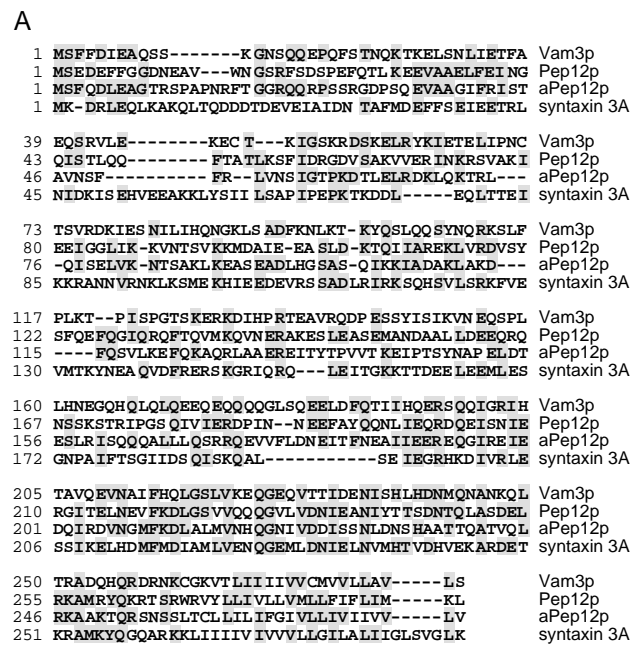 A
1 MSFFDIEAQSS-------KGNSQQEPQFSTNQKTKELSNLIETFA Vam3p
1 MSEDEFFGGDNEAV---WNGSRFSDSPEFQTLKEEVAAELFEING Pep12p
1 MSFQDLEAGTRSPAPNRFTGGRQQRPSSRGDPSQEVAAGIFRIST aPep12p
1 MK-DRLEQLKAKQLTQDDDTDEVEIAIDN TAFMDEFFSEIEETRL syntaxin 3A
39 EQSRVLE--------KECT---KIGSKRDSKELRYKIETELIPNC Vam3p
43 QISTLQQ--------FTATLKSFIDRGDVSAKVVERINKRSVAKI Pep12p
46 AVNSF----------FR--LVNSIGTPKDTLELRDKLQKTRL--- aPep12p
45 NIDKISEHVEEAKKLYSIILSAPIPEPKTKDDL-----EQLTTEI syntaxin 3A
73 TSVRDKIESNILIHQNGKLSADFKNLKT-KYQSLQQSYNQRKSLF Vam3p
80 EEIGGLIK-KVNTSVKKMDAIE-EASLD-KTQIIAREKLVRDVSY Pep12p
76 -QISELVK-NTSAKLKEASEADLHGSAS-QIKKIADAKLAKD--- aPep12p
85 KKRANNVRNKLKSMEKHIEEDEVRSSADLRIRKSQHSVLSRKFVE syntaxin 3A
117 PLKT--PISPGTSKERKDIHPRTEAVRQDPESSYISIKVNEQSPL Vam3p
122 SFQEFQGIQRQFTQVMKQVNERAKESLEASEMANDAALLDEEQRQ Pep12p
115 ----FQSVLKEFQKAQRLAAEREITYTPVVTKEIPTSYNAPELDT aPep12p
130 VMTKYNEAQVDFRERSKGRIQRQ---LEITGKKTTDEELEEMLES syntaxin 3A
160 LHNEGQHQLQLQEEQEQQQQGLSQEELDFQTIIHQERSQQIGRIH Vam3p
167 NSSKSTRIPGSQIVIERDPIN--NEEFAYQQNLIEQRDQEISNIE Pep12p
156 ESLRISQQQALLLQSRRQEVVFLDNEITFNEAIIEEREQGIREIE aPep12p
172 GNPAIFTSGIIDSQISKQAL---------SE IEGRHKDIVRLE syntaxin 3A
205 TAVQEVNAIFHQLGSLVKEQGEQVTTIDENISHLHDNMQNANKQL Vam3p
210 RGITELNEVFKDLGSVVQQQGVLVDNIEANIYTTSDNTQLASDEL Pep12p
201 DQIRDVNGMFKDLALMVNHQGNIVDDISSNLDNSHAATTQATVQL aPep12p
206 SSIKELHDMFMDIAMLVENQGEMLDNIELNVMHTVDHVEKARDET syntaxin 3A
250 TRADQHQRDRNKCGKVTLIIIIVVCMVVLLAV-----LS Vam3p
255 RKAMRYQKRTSRWRVYLLIVLLVMLLFIFLIM-----KL Pep12p
246 RKAAKTQRSNSSLTCLLILIFGIVLLIVIIVV-----LV aPep12p
251 KRAMKYQGQARKKLIIIIVIVVVLLGILALIIGLSVGLK syntaxin 3A